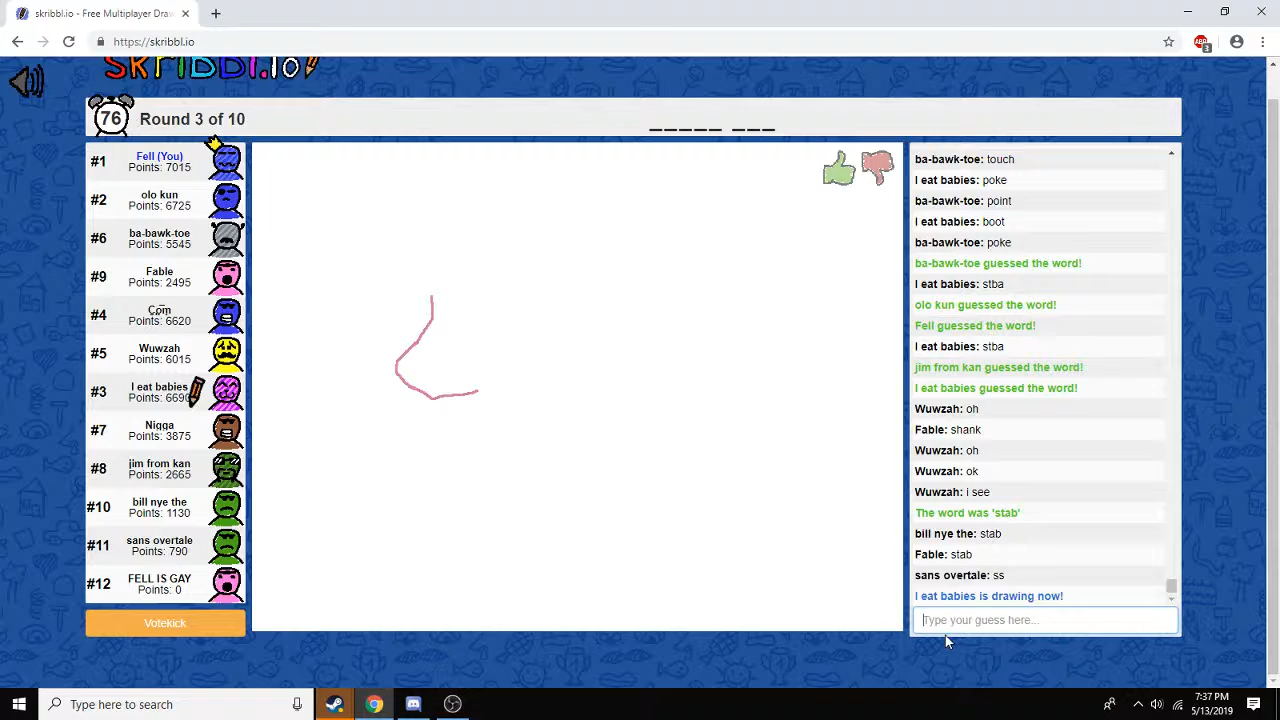 skribbl.io - Free Multiplayer Draw
https://skribbl.io
3
skribbl.io
76
Round 3 of 10
_____ ___
#1
Fell (You)
Points: 7015
#2
olo kun
Points: 6725
#6
ba-bawk-toe
Points: 5545
#9
Fable
Points: 2495
#4
Points: 6620
#5
Wuwzah
Points: 6015
#3
I eat babies
Points: 6690
#7
Nigga
Points: 3875
#8
jim from kan
Points: 2665
#10
bill nye the
Points: 1130
#11
sans overtale
Points: 790
#12
FELL IS GAY
Points: 0
Votekick
ba-bawk-toe: touch
I eat babies: poke
ba-bawk-toe: point
I eat babies: boot
ba-bawk-toe: poke
ba-bawk-toe guessed the word!
I eat babies: stba
olo kun guessed the word!
Fell guessed the word!
I eat babies: stba
jim from kan guessed the word!
I eat babies guessed the word!
Wuwzah: oh
Fable: shank
Wuwzah: oh
Wuwzah: ok
Wuwzah: i see
The word was 'stab'
bill nye the: stab
Fable: stab
sans overtale: ss
I eat babies is drawing now!
Type your guess here...
Type here to search
7:37 PM
5/13/2019